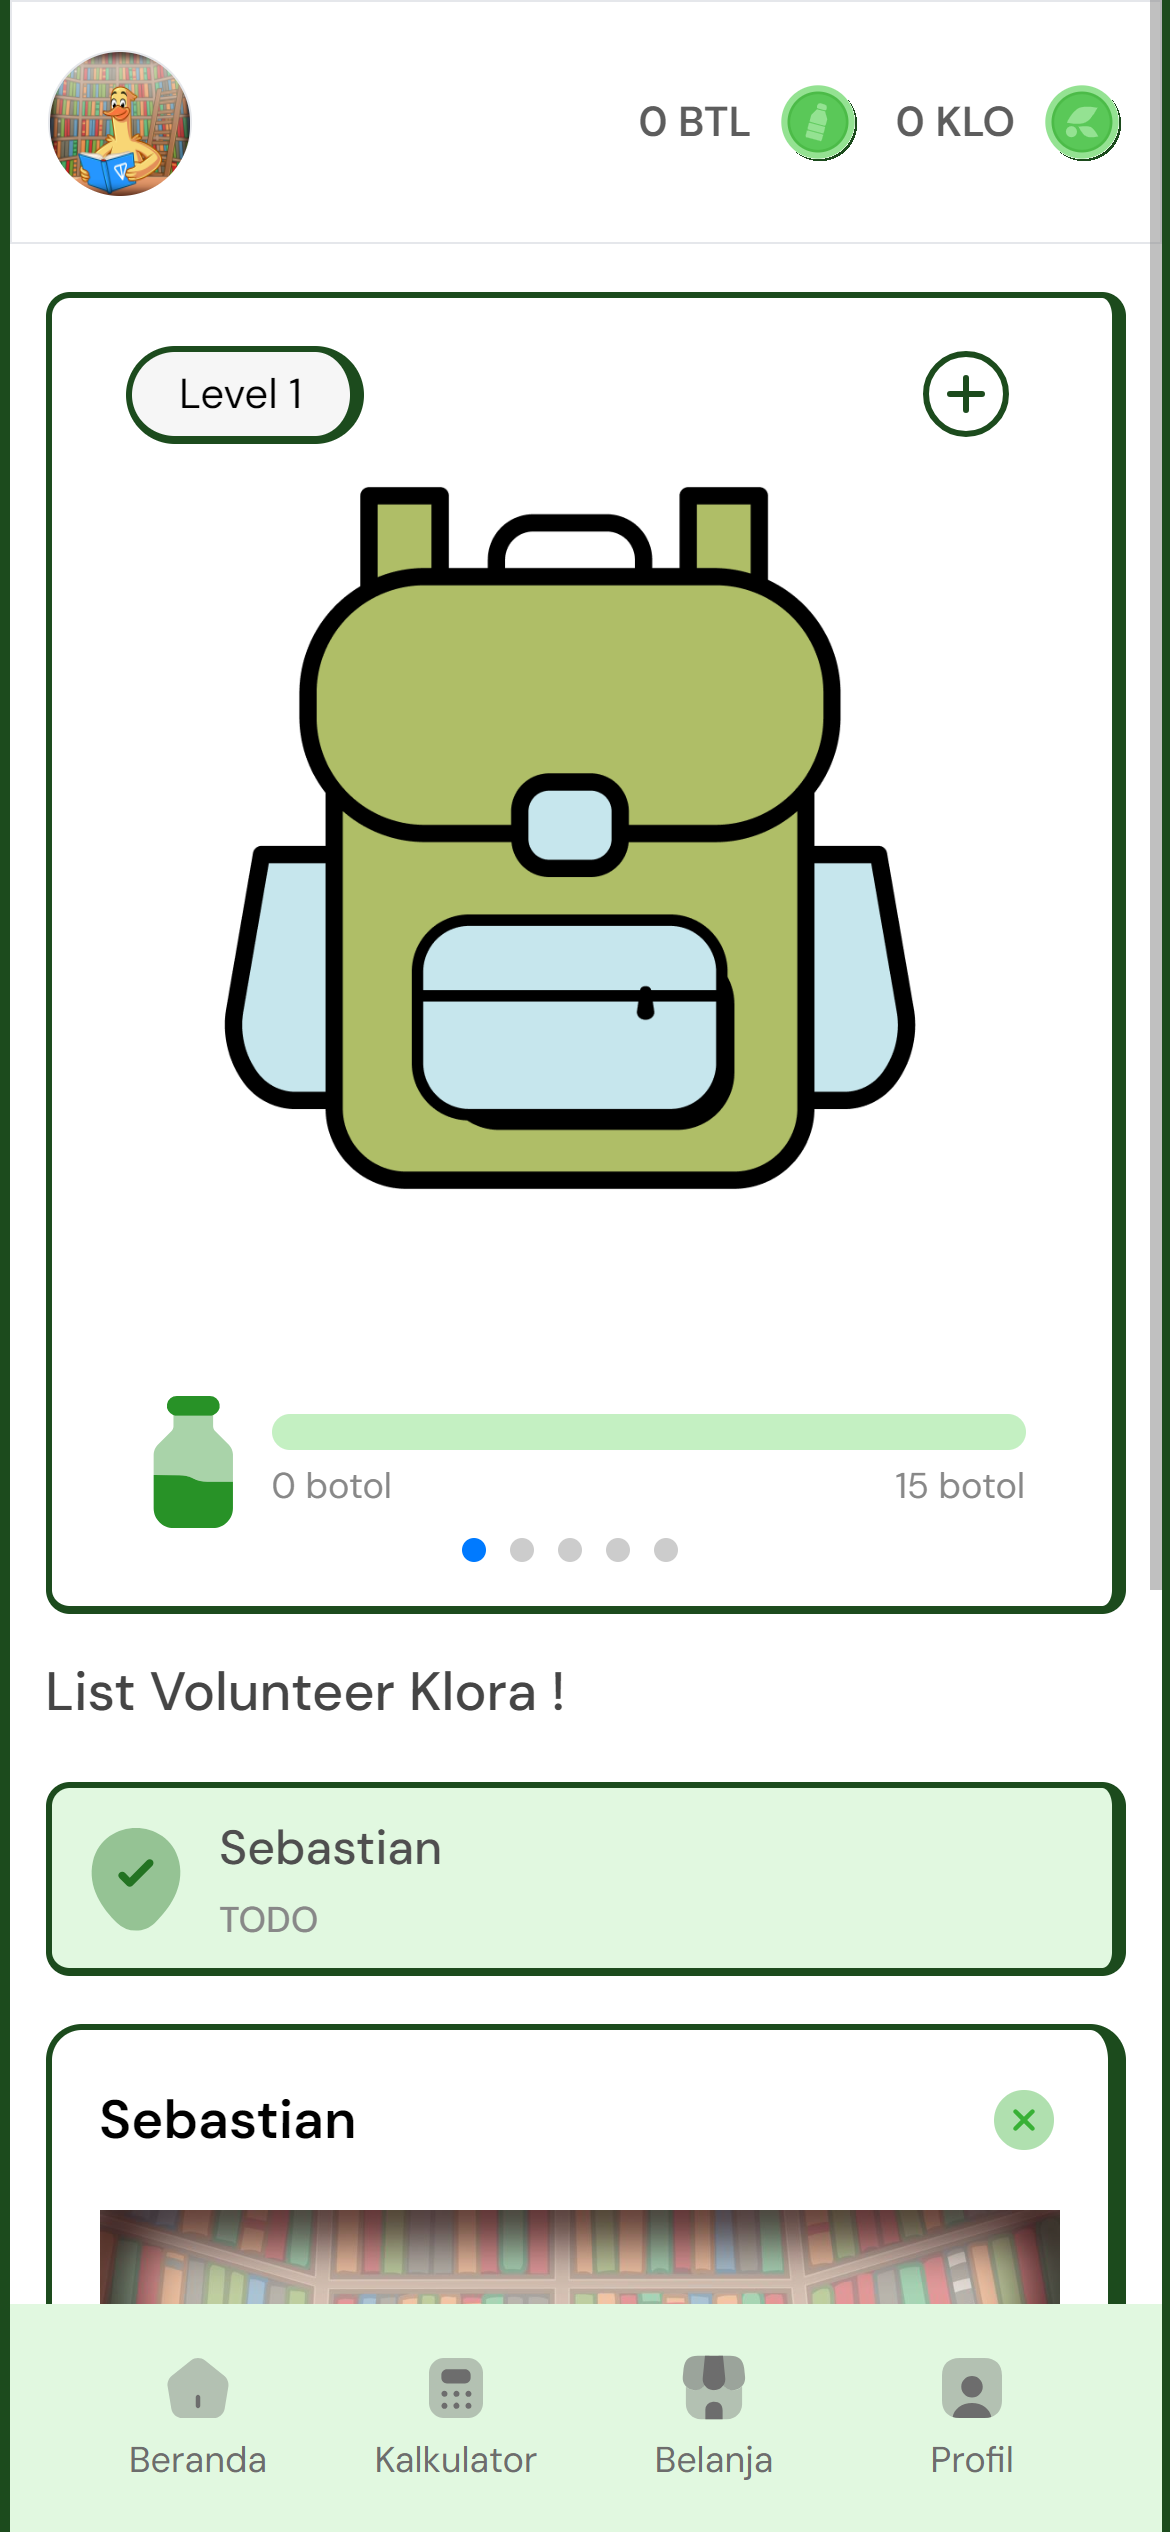 0 BTL
0 KLO
Level 1
0 botol
15 botol
List Volunteer Klora !
Sebastian
TODO
Sebastian
Beranda
Kalkulator
Belanja
Profil